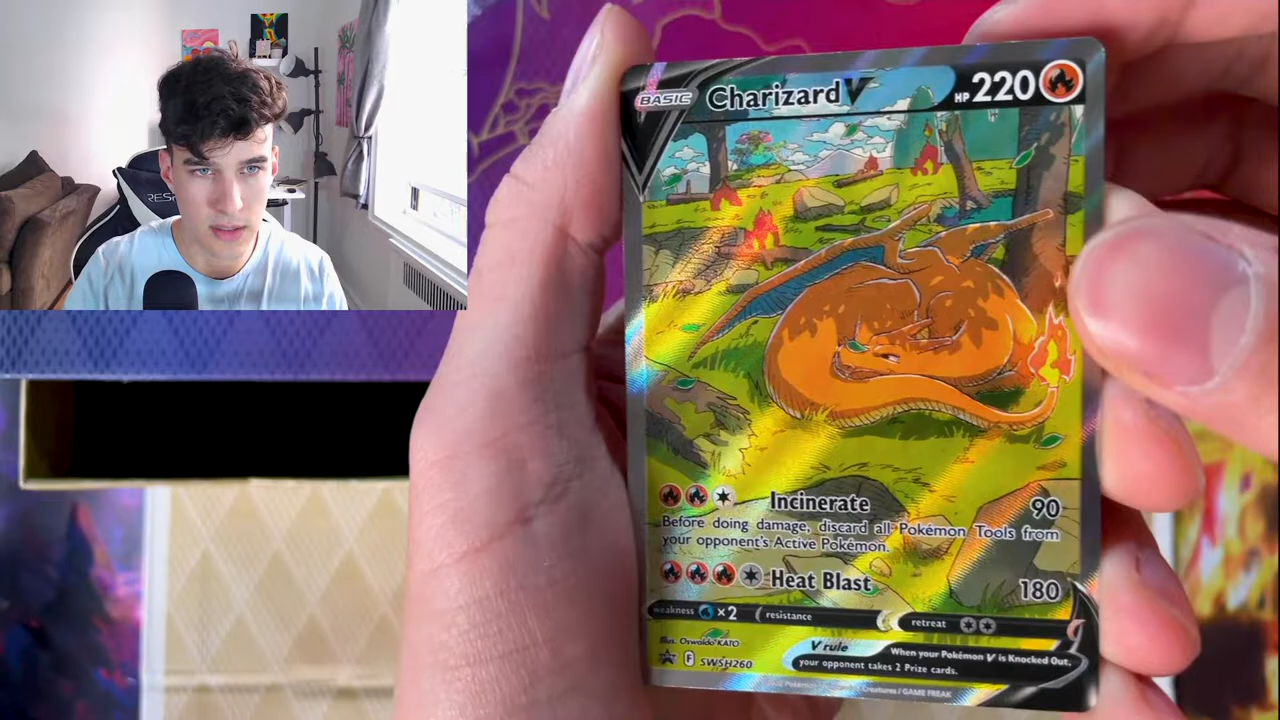 RES
BASIC Charizard V HP 220
Incinerate 90
Before doing damage, discard all Pokémon Tools from
your opponent's Active Pokémon.
Heat Blast 180
weakness ×2 resistance retreat
Illus. Oswaldo KATO
V rule When your Pokémon V is Knocked Out,
your opponent takes 2 Prize cards.
F SWSH260
Pokémon / Creatures / GAME FREAK